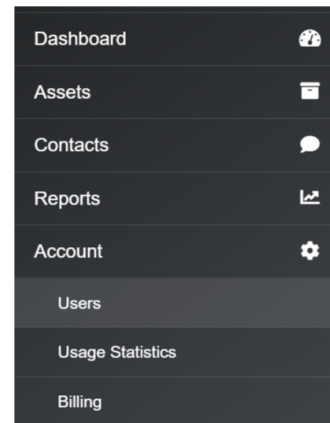 Dashboard
Assets
Contacts
Reports
Account
Users
Usage Statistics
Billing